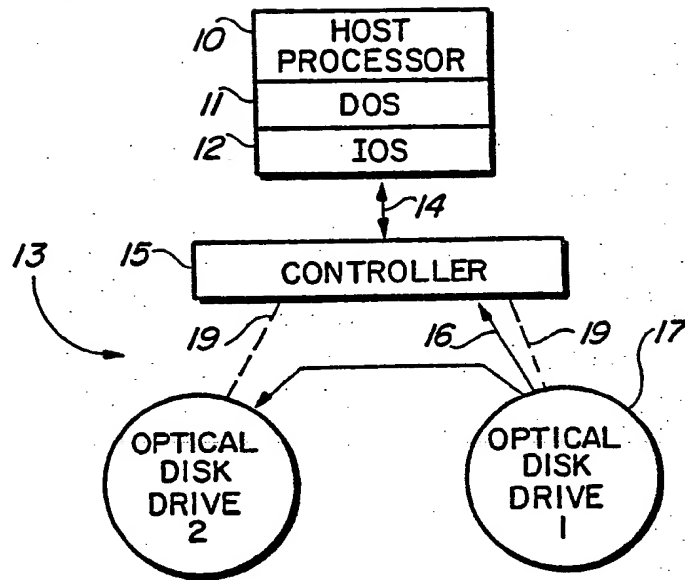 10
HOST
PROCESSOR
11
DOS
12
IOS
14
13
15
CONTROLLER
19
16
19
17
OPTICAL
DISK
DRIVE
2
OPTICAL
DISK
DRIVE
1